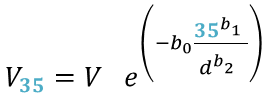 V₃₅ = V e^(−b₀ 35^b₁ / d^b₂)